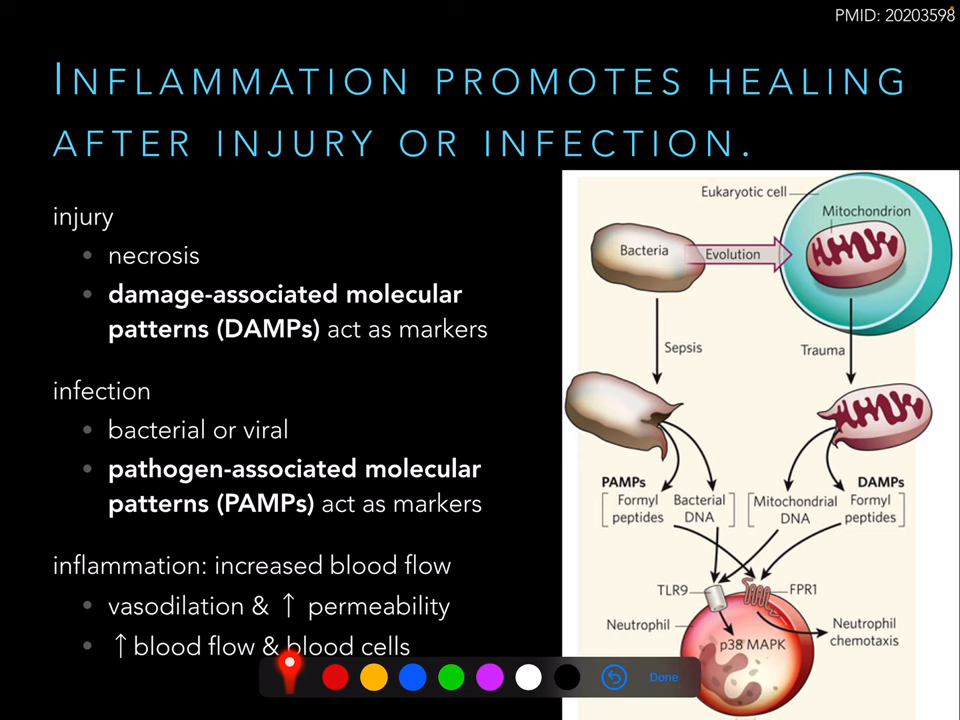 PMID: 20203598
INFLAMMATION PROMOTES HEALING
AFTER INJURY OR INFECTION.
injury
• necrosis
• damage-associated molecular
patterns (DAMPs) act as markers
infection
• bacterial or viral
• pathogen-associated molecular
patterns (PAMPs) act as markers
inflammation: increased blood flow
• vasodilation & ↑ permeability
• ↑ blood flow & blood cells
Eukaryotic cell
Mitochondrion
Bacteria
Evolution
Sepsis
Trauma
PAMPs
DAMPs
Formyl
peptides
Bacterial
DNA
Mitochondrial
DNA
Formyl
peptides
TLR9
FPR1
Neutrophil
p38 MAPK
Neutrophil
chemotaxis
Done